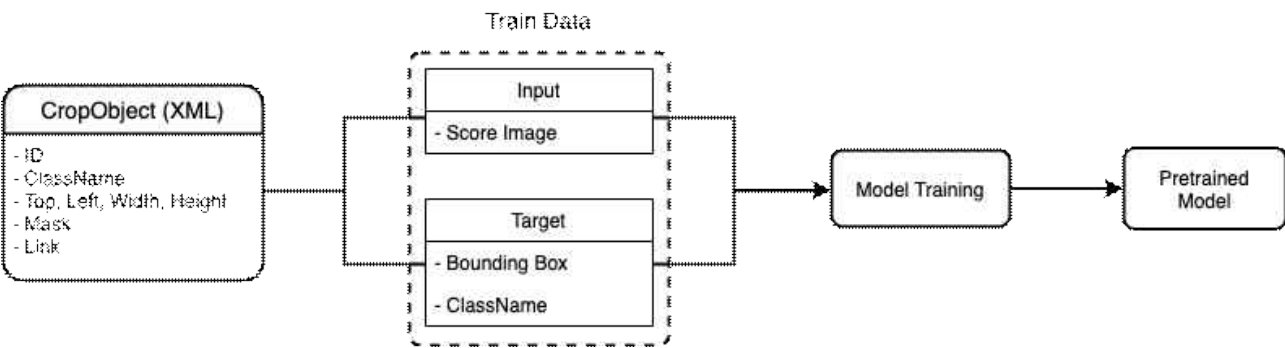 Train Data
CropObject (XML)
- ID
- ClassName
- Top, Left, Width, Height
- Mask
- Link
Input
- Score Image
Target
- Bounding Box
- ClassName
Model Training
Pretrained
Model